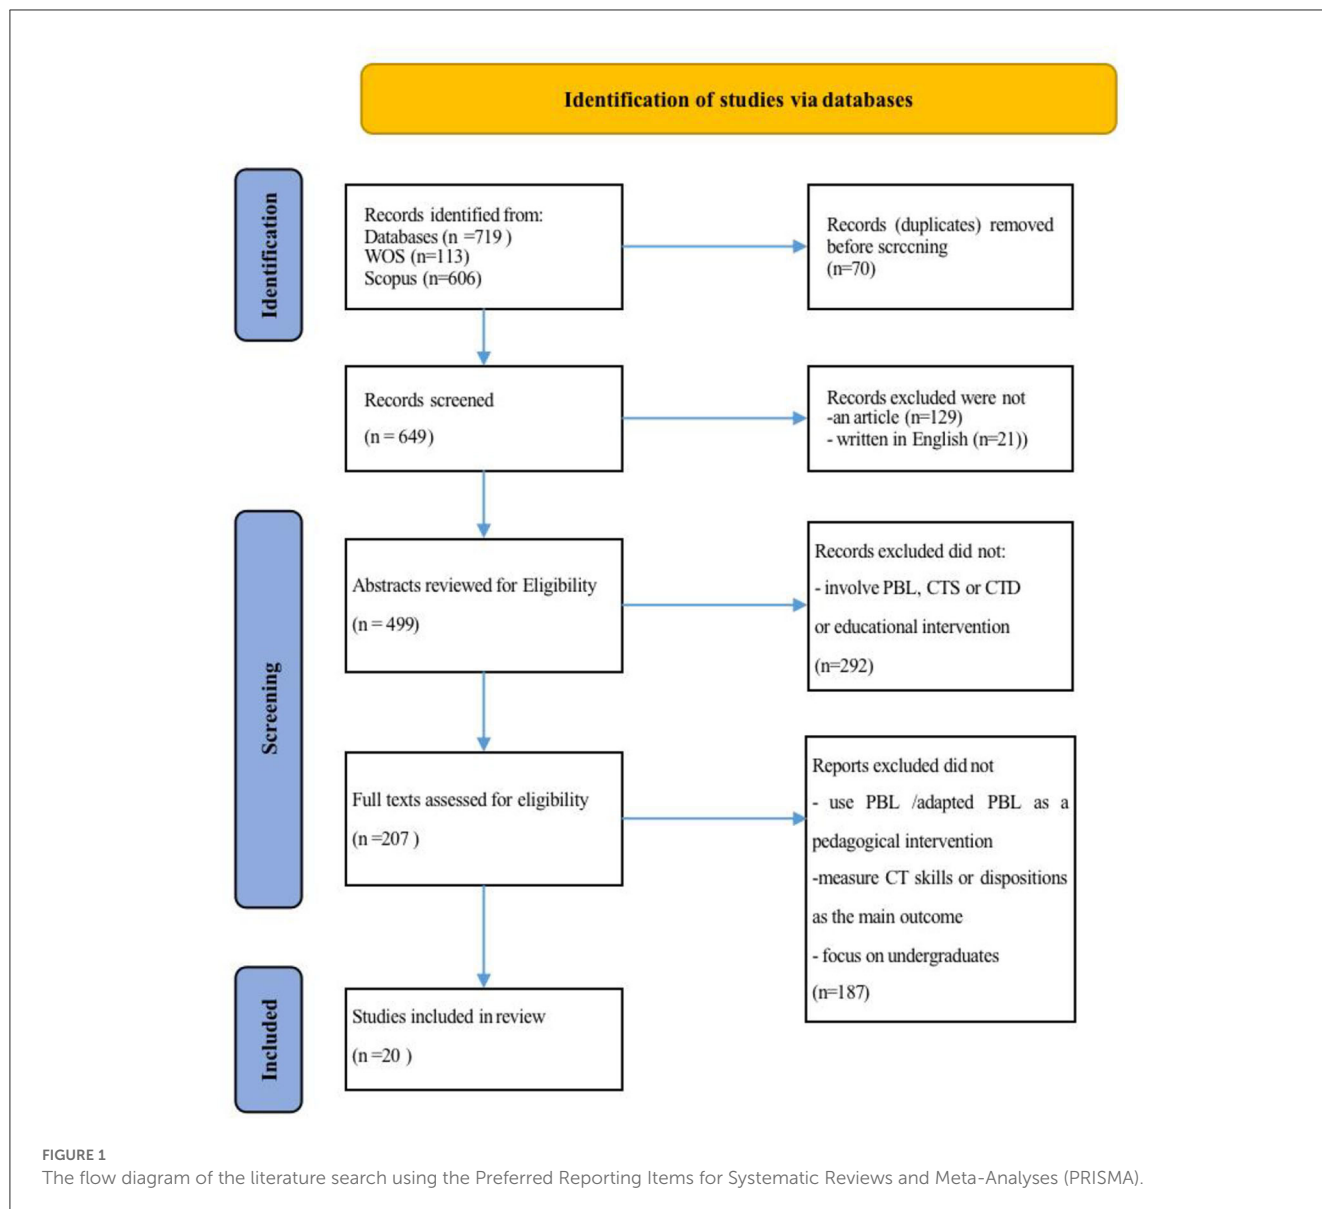 Identification of studies via databases
Identification
Records identified from:
Databases (n =719 )
WOS (n=113)
Scopus (n=606)
Records (duplicates) removed
before screening
(n=70)
Records screened
(n = 649)
Records excluded were not
-an article (n=129)
- written in English (n=21))
Screening
Abstracts reviewed for Eligibility
(n = 499)
Records excluded did not:
- involve PBL, CTS or CTD
or educational intervention
(n=292)
Full texts assessed for eligibility
(n =207 )
Reports excluded did not
- use PBL /adapted PBL as a
pedagogical intervention
-measure CT skills or dispositions
as the main outcome
- focus on undergraduates
(n=187)
Included
Studies included in review
(n =20 )
FIGURE 1
The flow diagram of the literature search using the Preferred Reporting Items for Systematic Reviews and Meta-Analyses (PRISMA).